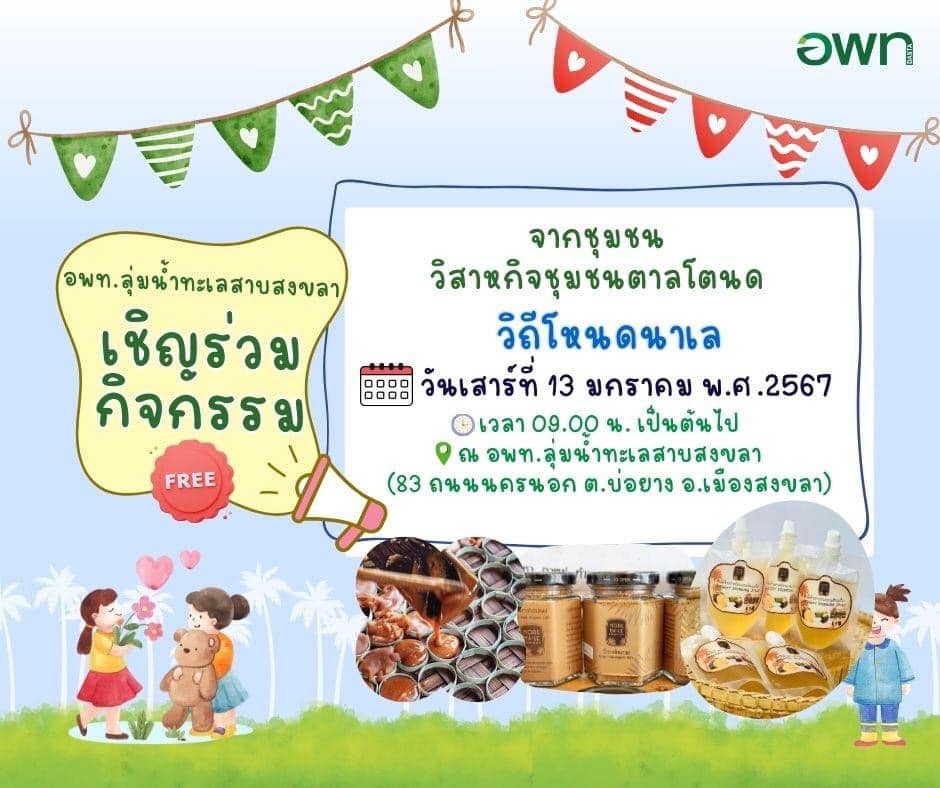 อพท
DASTA
อพท.ลุ่มน้ำทะเลสาบสงขลา
เชิญร่วม
กิจกรรม
FREE
จากชุมชน
วิสาหกิจชุมชนตาลโตนด
วิถีโหนดนาเล
วันเสาร์ที่ 13 มกราคม พ.ศ.2567
เวลา 09.00 น. เป็นต้นไป
ณ อพท.ลุ่มน้ำทะเลสาบสงขลา
(83 ถนนนครนอก ต.บ่อยาง อ.เมืองสงขลา)